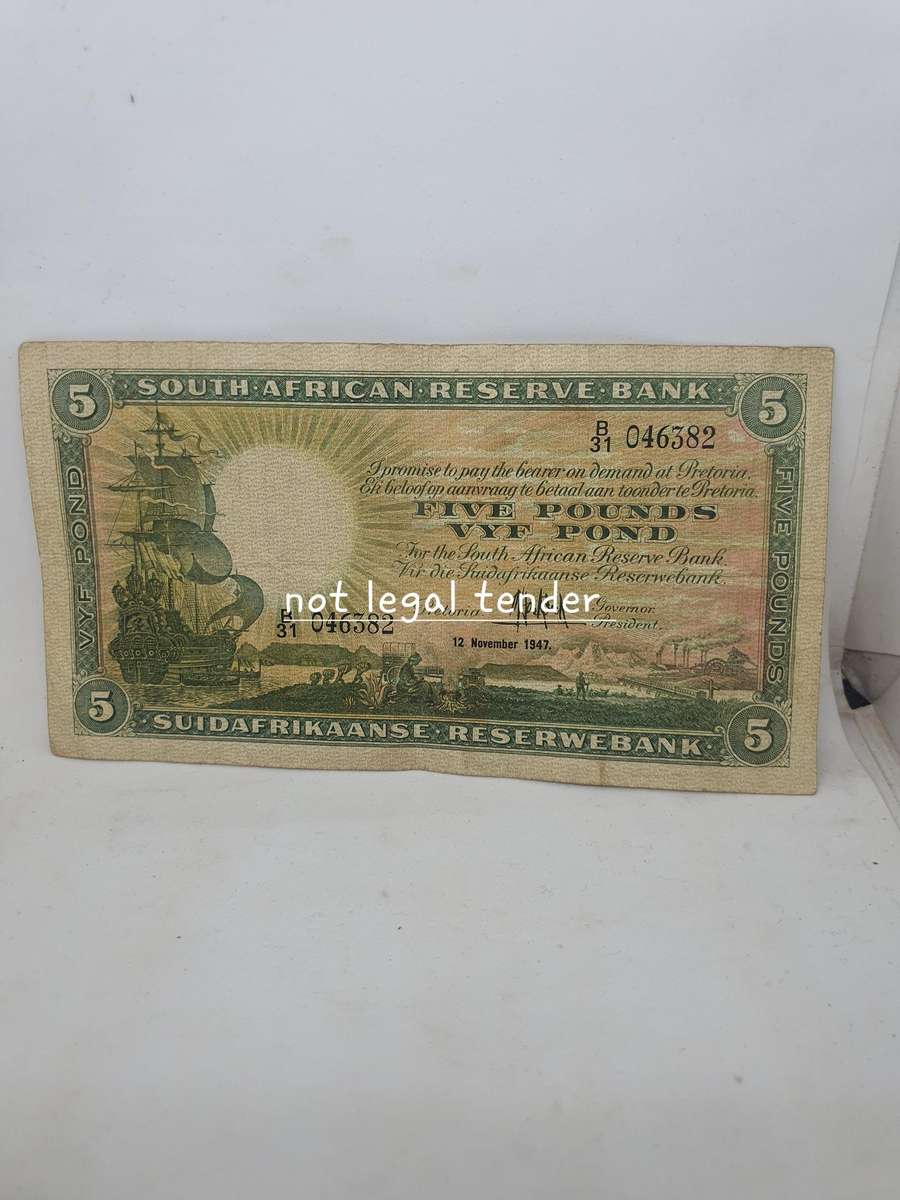 5 SOUTH·AFRICAN·RESERVE·BANK 5
B/31 046382
I promise to pay the bearer on demand at Pretoria.
Ek beloof op aanvraag te betaal aan toonder te Pretoria.
FIVE POUNDS
VYF POND
For the South African Reserve Bank.
Vir die Suidafrikaanse Reserwebank.
not legal tender
Pretoria
Governor.
President.
B/31 046382
12 November 1947.
VYF POND
FIVE POUNDS
5 SUIDAFRIKAANSE·RESERWEBANK 5